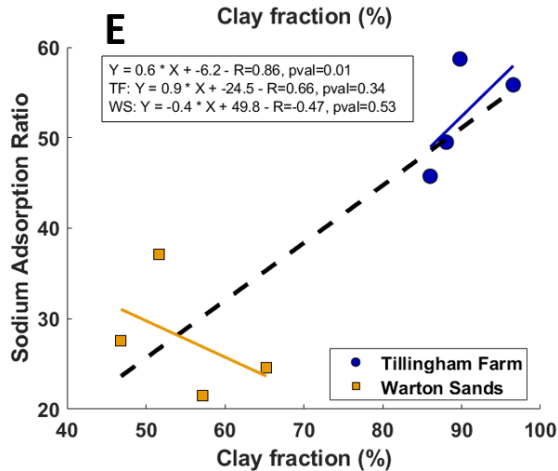 Clay fraction (%)
E
Y = 0.6 * X + -6.2 - R=0.86, pval=0.01
TF: Y = 0.9 * X + -24.5 - R=0.66, pval=0.34
WS: Y = -0.4 * X + 49.8 - R=-0.47, pval=0.53
Sodium Adsorption Ratio
60
50
40
30
20
Tillingham Farm
Warton Sands
40 50 60 70 80 90 100
Clay fraction (%)